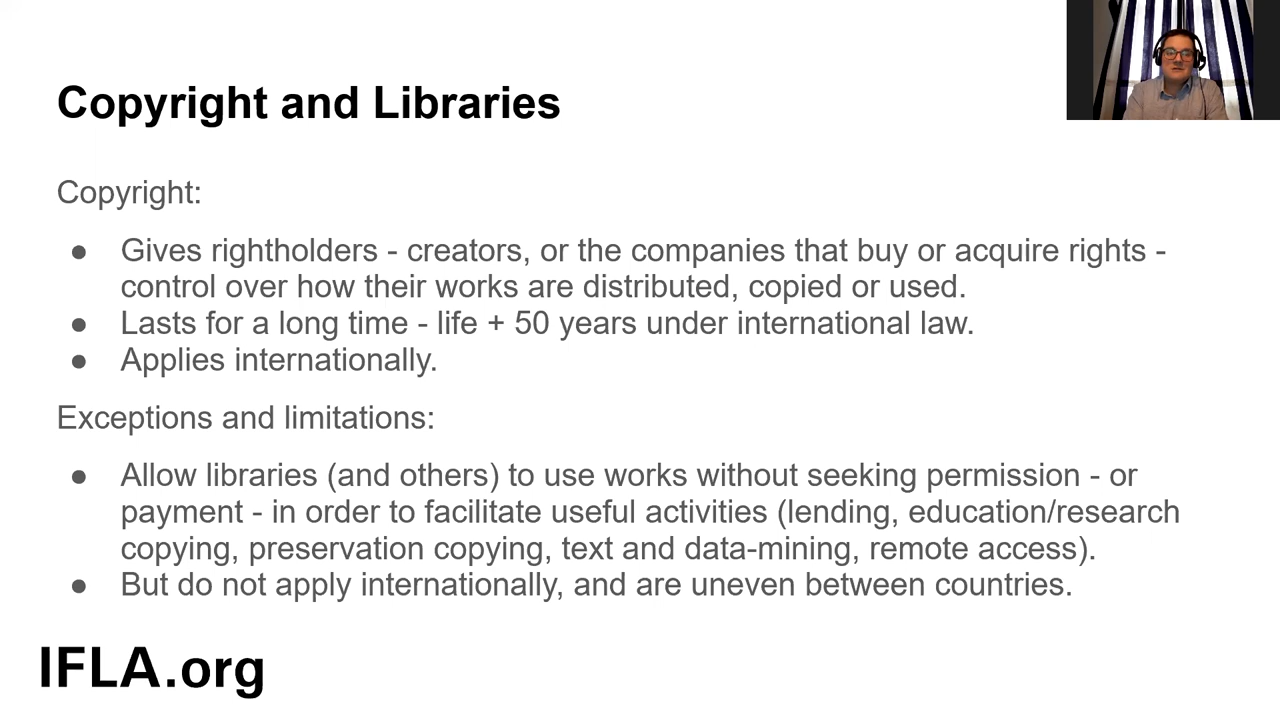 Copyright and Libraries
Copyright:
● Gives rightholders - creators, or the companies that buy or acquire rights -
control over how their works are distributed, copied or used.
● Lasts for a long time - life + 50 years under international law.
● Applies internationally.
Exceptions and limitations:
● Allow libraries (and others) to use works without seeking permission - or
payment - in order to facilitate useful activities (lending, education/research
copying, preservation copying, text and data-mining, remote access).
● But do not apply internationally, and are uneven between countries.
IFLA.org